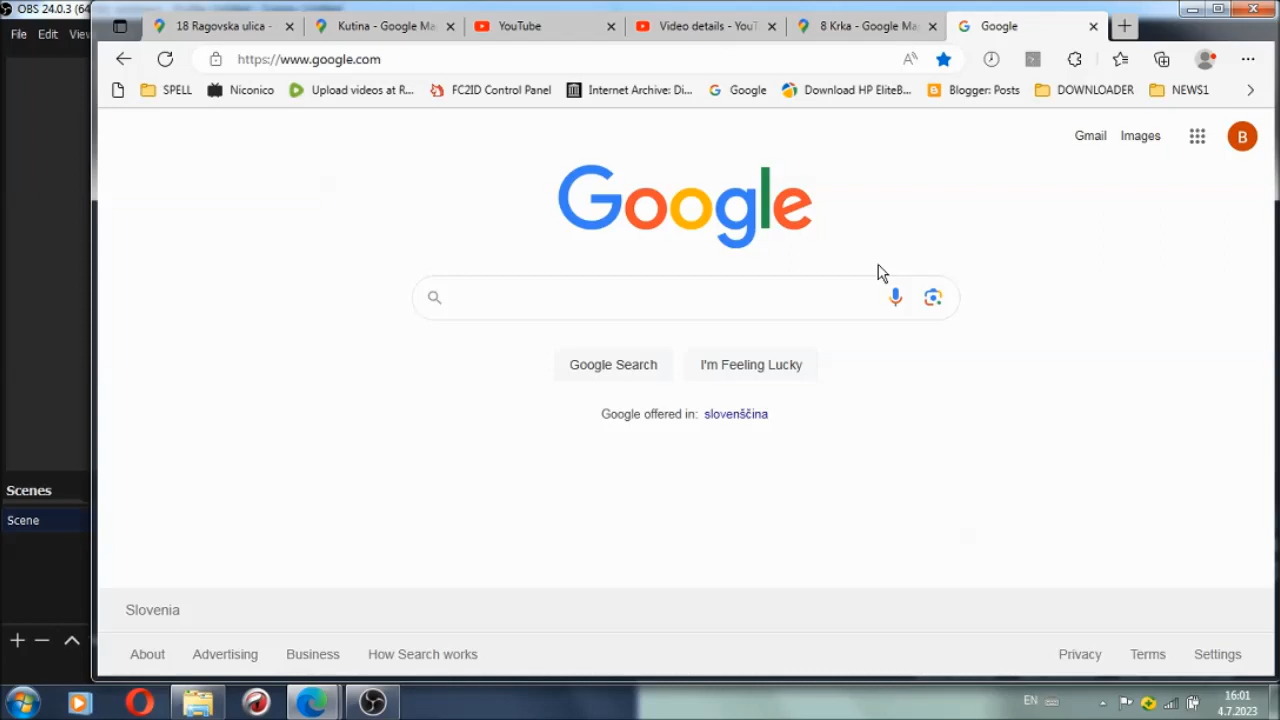 OBS 24.0.3 (64
File Edit View
Scenes
Scene
18 Ragovska ulica -
Kutina - Google Ma
YouTube
Video details - YouT
8 Krka - Google Ma
Google
https://www.google.com
SPELL
Niconico
Upload videos at R...
FC2ID Control Panel
Internet Archive: Di...
Google
Download HP EliteB...
Blogger: Posts
DOWNLOADER
NEWS1
Gmail Images
B
Google
Google Search
I'm Feeling Lucky
Google offered in: slovenščina
Slovenia
About Advertising Business How Search works
Privacy Terms Settings
EN
16:01
4.7.2023